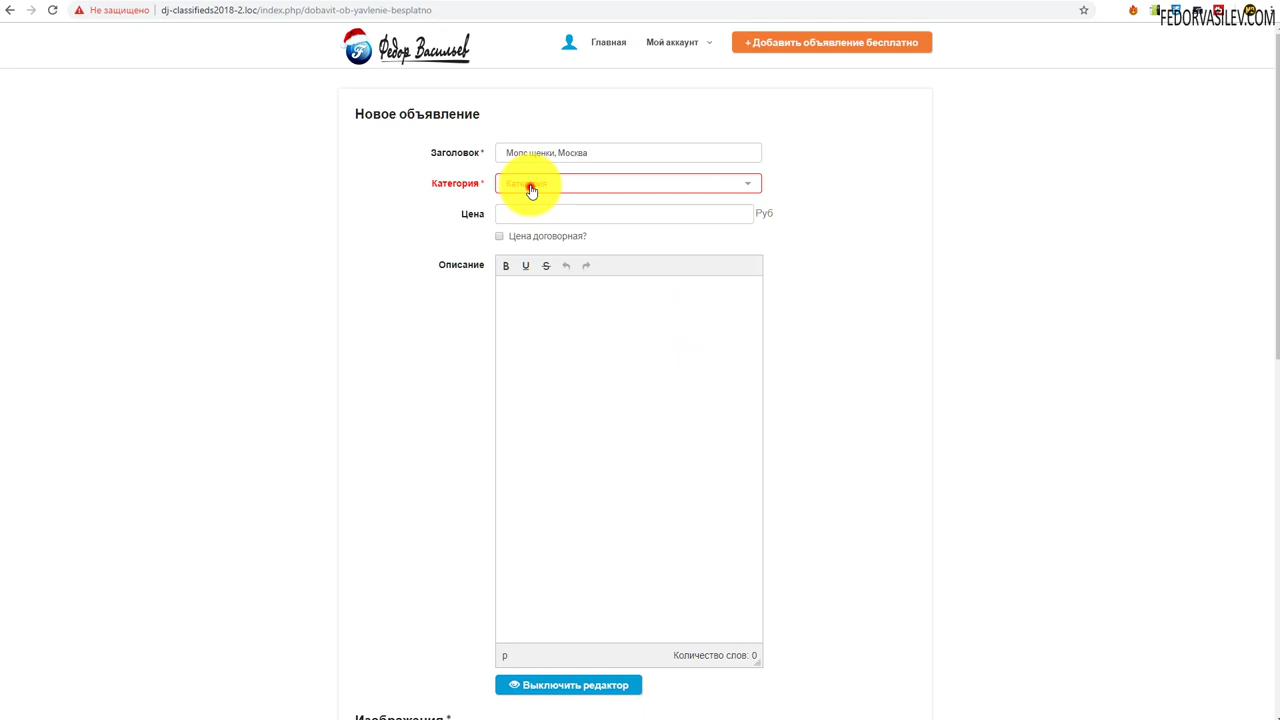 Не защищено
dj-classifieds2018-2.loc/index.php/dobavit-ob-yavlenie-besplatno
FEDORVASILEV.COM
Федор Васильев
Главная
Мой аккаунт
+ Добавить объявление бесплатно
Новое объявление
Заголовок *
Мопс щенки, Москва
Категория *
Категория
Цена
Руб
Цена договорная?
Описание
B U S
p
Количество слов: 0
Выключить редактор
Изображения *